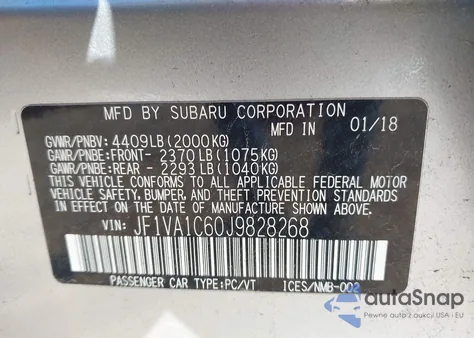 MFD BY SUBARU CORPORATION
MFD IN 01/18
GVWR/PNBV: 4409LB(2000KG)
GAWR/PNBE:FRONT- 2370LB(1075KG)
GAWR/PNBE:REAR - 2293LB(1040KG)
THIS VEHICLE CONFORMS TO ALL APPLICABLE FEDERAL MOTOR
VEHICLE SAFETY, BUMPER, AND THEFT PREVENTION STANDARDS
IN EFFECT ON THE DATE OF MANUFACTURE SHOWN ABOVE.
VIN: JF1VA1C60J9828268
PASSENGER CAR TYPE:PC/VT ICES/NMB-002
autoSnap
Pewne auta z aukcji USA i EU